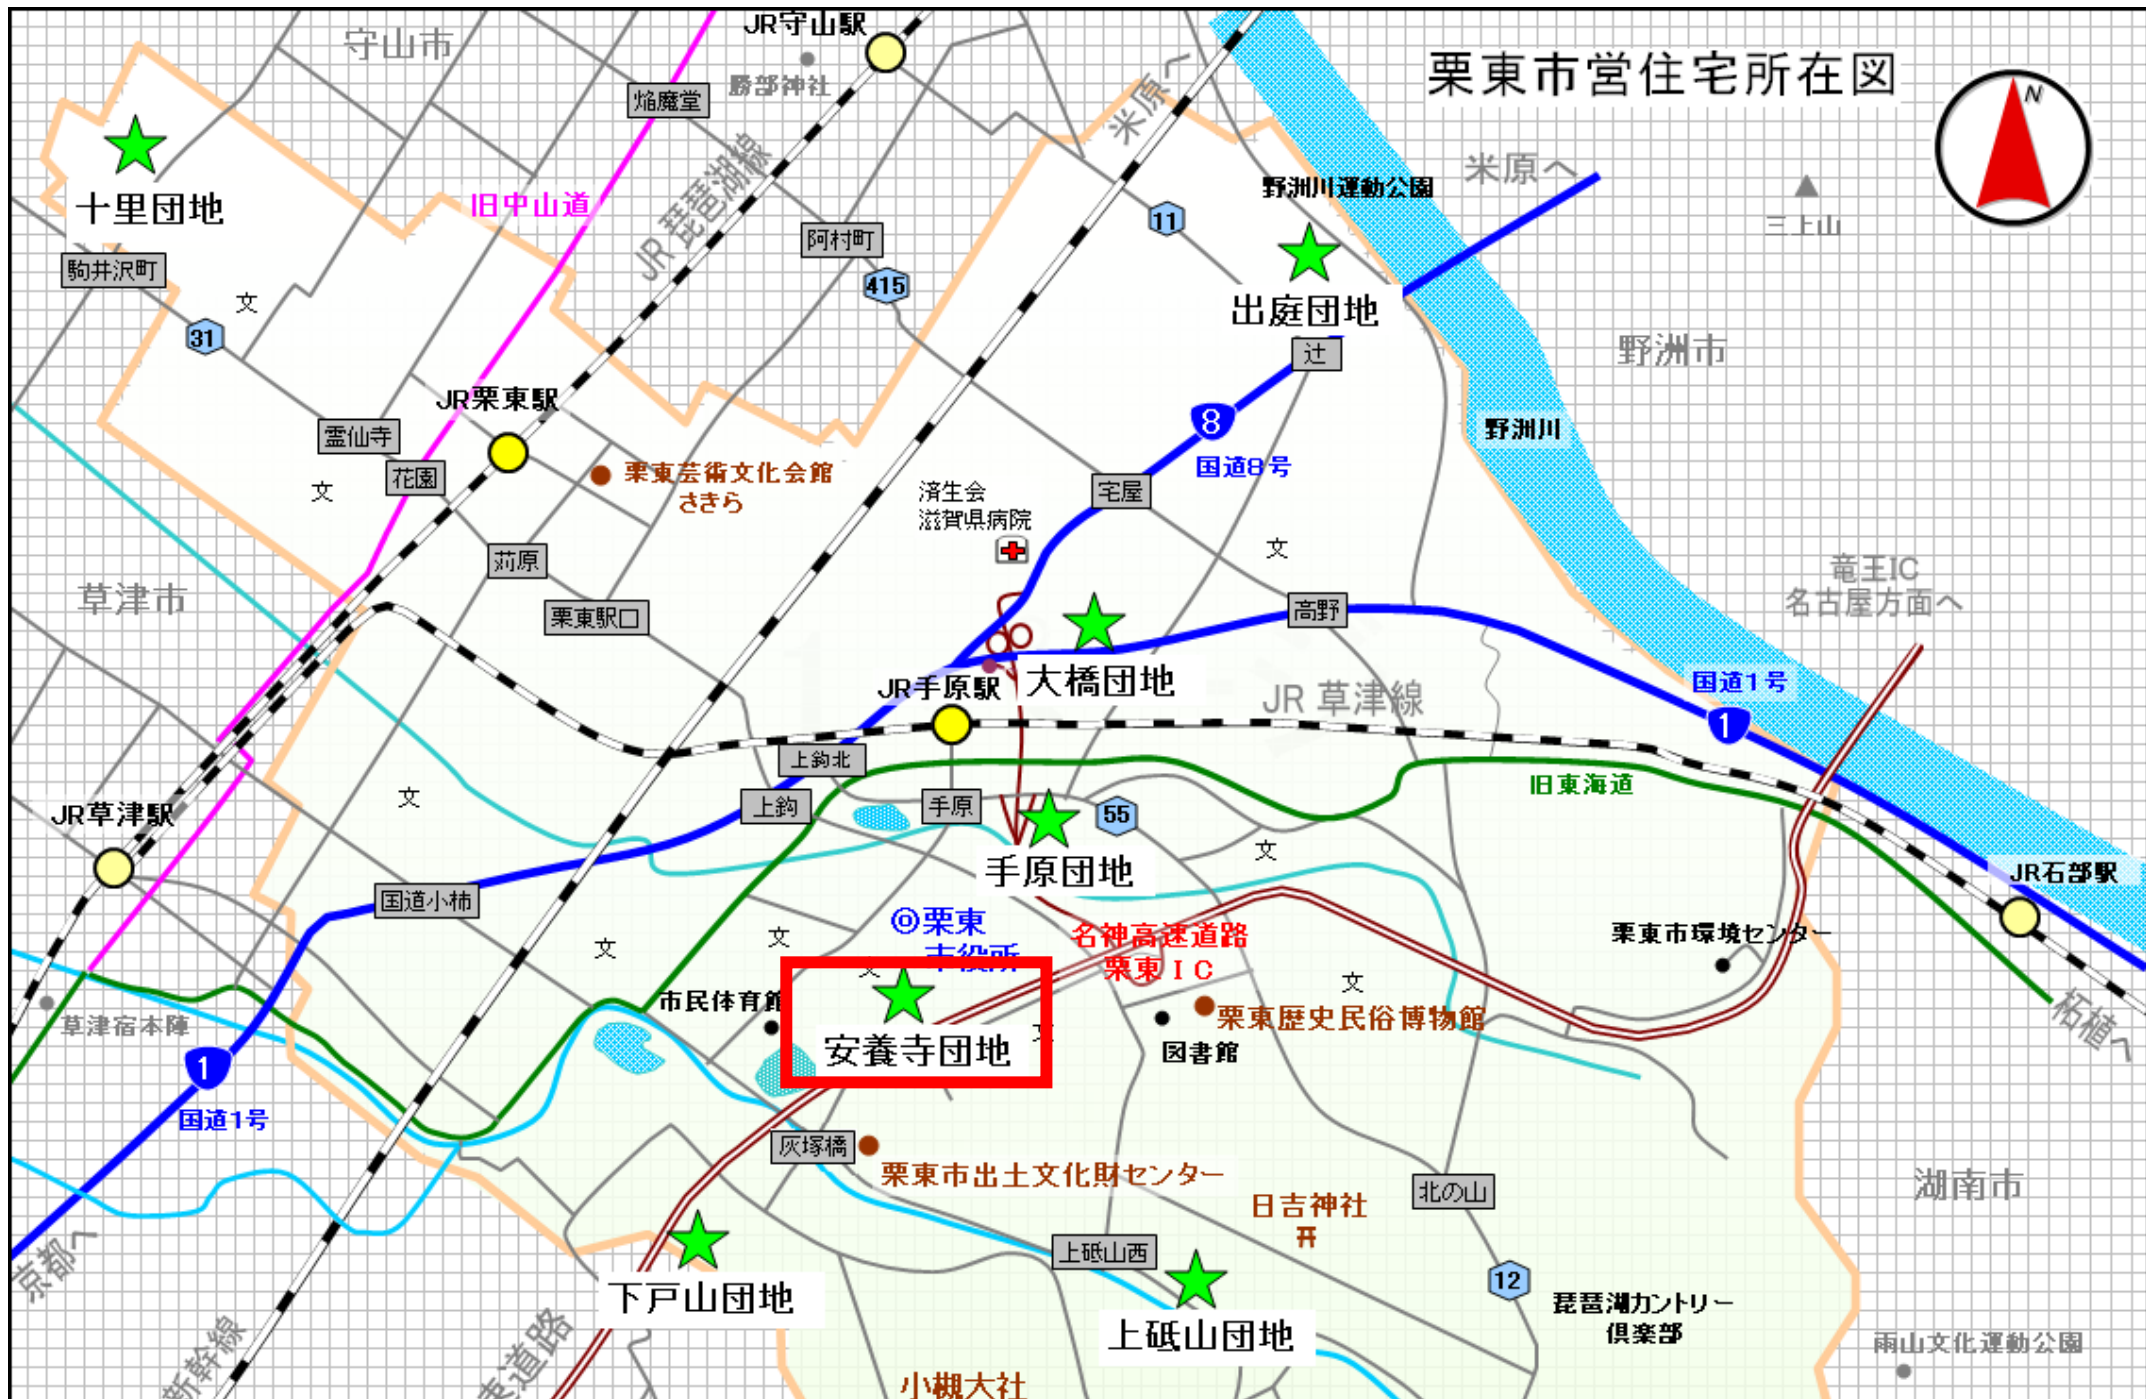 栗東市営住宅所在図
N
守山市
JR守山駅
勝部神社
焔魔堂
米原へ
米原へ
野洲川運動公園
三上山
十里団地
旧中山道
JR琵琶湖線
阿村町
11
駒井沢町
415
出庭団地
31
辻
野洲市
JR栗東駅
8
霊仙寺
野洲川
花園
栗東芸術文化会館
さきら
国道8号
文
文
済生会
滋賀県病院
宅屋
苅原
文
竜王IC
名古屋方面へ
草津市
栗東駅口
高野
JR手原駅
大橋団地
JR 草津線
国道1号
1
上鈎北
旧東海道
文
JR草津駅
上鈎
手原
55
手原団地
文
JR石部駅
国道小柿
栗東
市役所
名神高速道路
栗東IC
栗東市環境センター
文
文
文
文
市民体育館
草津宿本陣
安養寺団地
文
栗東歴史民俗博物館
図書館
柘植へ
1
国道1号
灰塚橋
栗東市出土文化財センター
日吉神社
北の山
湖南市
京都へ
上砥山西
下戸山団地
12
上砥山団地
琵琶湖カントリー
倶楽部
新幹線
東道路
雨山文化運動公園
小槻大社